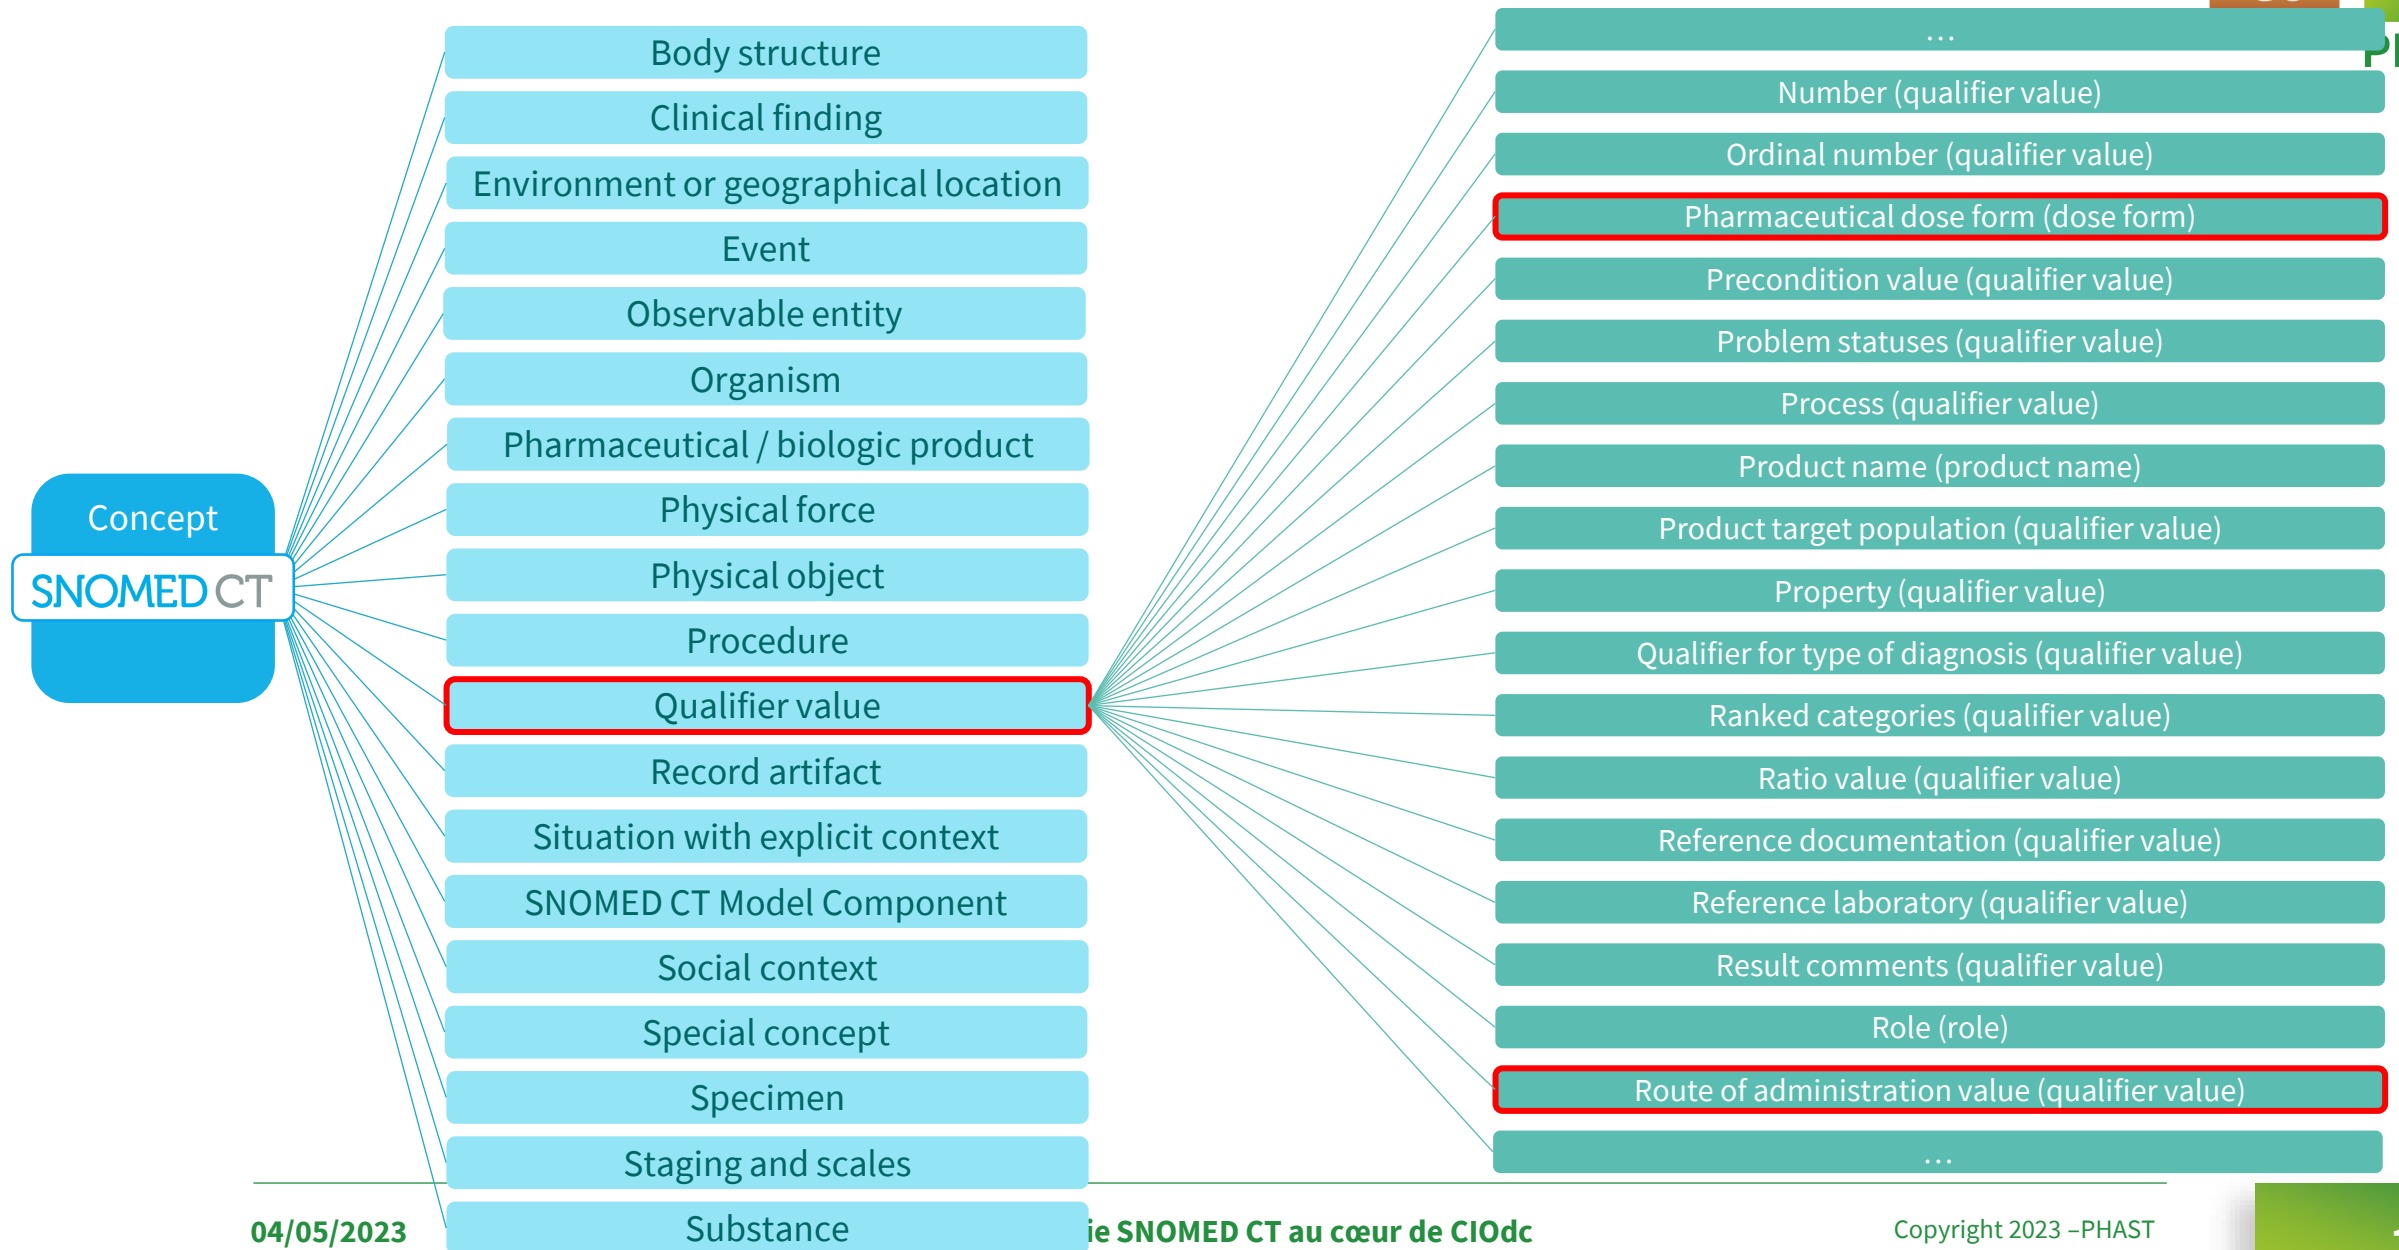 Concept
SNOMED CT
Body structure
Clinical finding
Environment or geographical location
Event
Observable entity
Organism
Pharmaceutical / biologic product
Physical force
Physical object
Procedure
Qualifier value
Record artifact
Situation with explicit context
SNOMED CT Model Component
Social context
Special concept
Specimen
Staging and scales
Substance
...
Number (qualifier value)
Ordinal number (qualifier value)
Pharmaceutical dose form (dose form)
Precondition value (qualifier value)
Problem statuses (qualifier value)
Process (qualifier value)
Product name (product name)
Product target population (qualifier value)
Property (qualifier value)
Qualifier for type of diagnosis (qualifier value)
Ranked categories (qualifier value)
Ratio value (qualifier value)
Reference documentation (qualifier value)
Reference laboratory (qualifier value)
Result comments (qualifier value)
Role (role)
Route of administration value (qualifier value)
...
04/05/2023
ie SNOMED CT au cœur de CIOdc
Copyright 2023 –PHAST